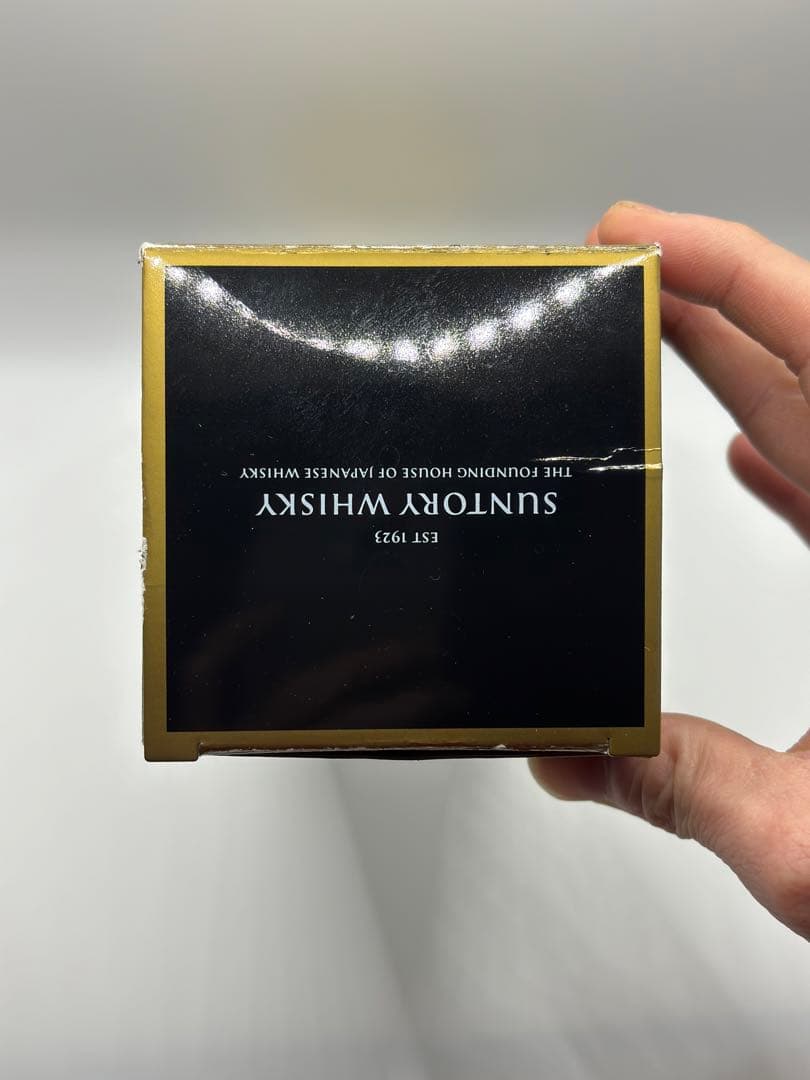 EST 1923
SUNTORY WHISKY
THE FOUNDING HOUSE OF JAPANESE WHISKY